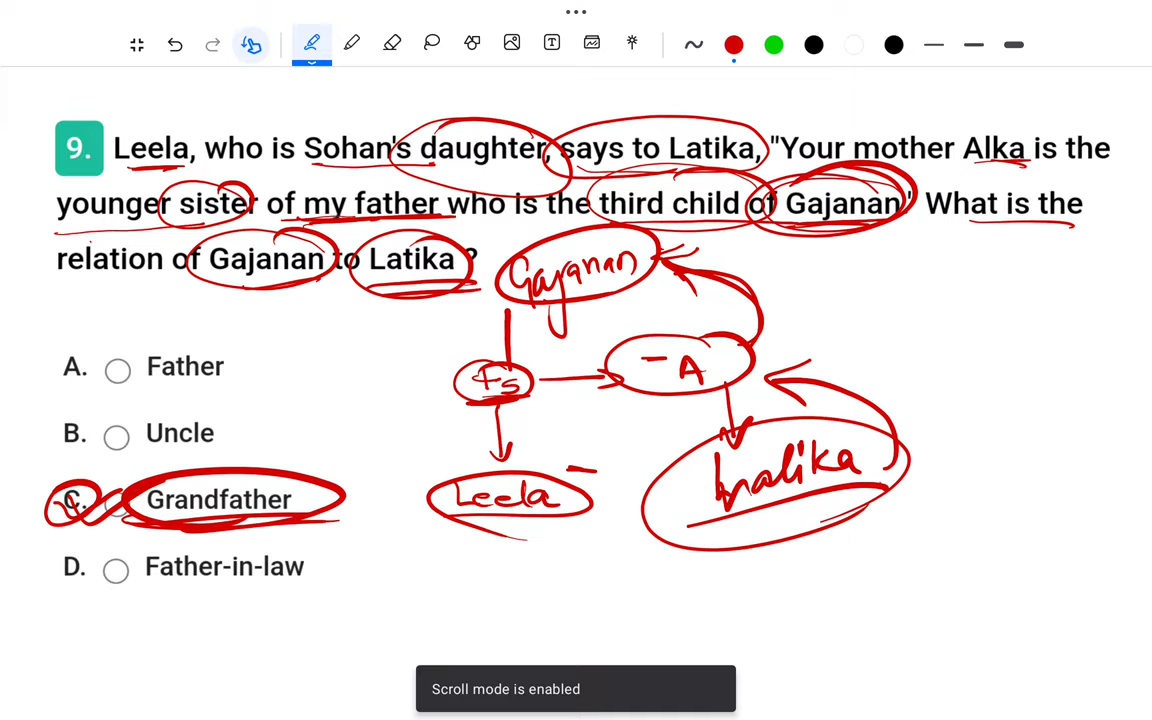 9. Leela, who is Sohan's daughter, says to Latika, "Your mother Alka is the
younger sister of my father who is the third child of Gajanan." What is the
relation of Gajanan to Latika ?
Gajanan
A. Father
+S - A
B. Uncle
C. Grandfather
Leela -
D. Father-in-law
Scroll mode is enabled